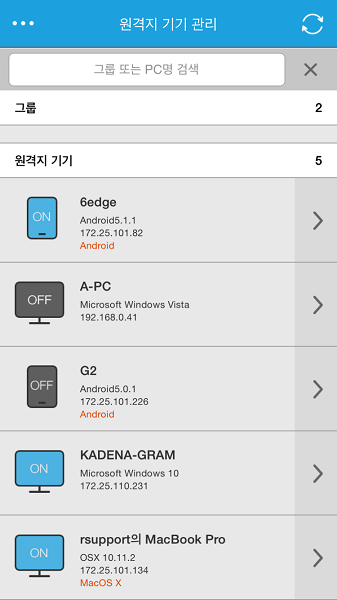 원격지 기기 관리
그룹 또는 PC명 검색
그룹 2
원격지 기기 5
ON
6edge
Android5.1.1
172.25.101.82
Android
OFF
A-PC
Microsoft Windows Vista
192.168.0.41
OFF
G2
Android5.0.1
172.25.101.226
Android
ON
KADENA-GRAM
Microsoft Windows 10
172.25.110.231
ON
rsupport의 MacBook Pro
OSX 10.11.2
172.25.101.134
MacOS X